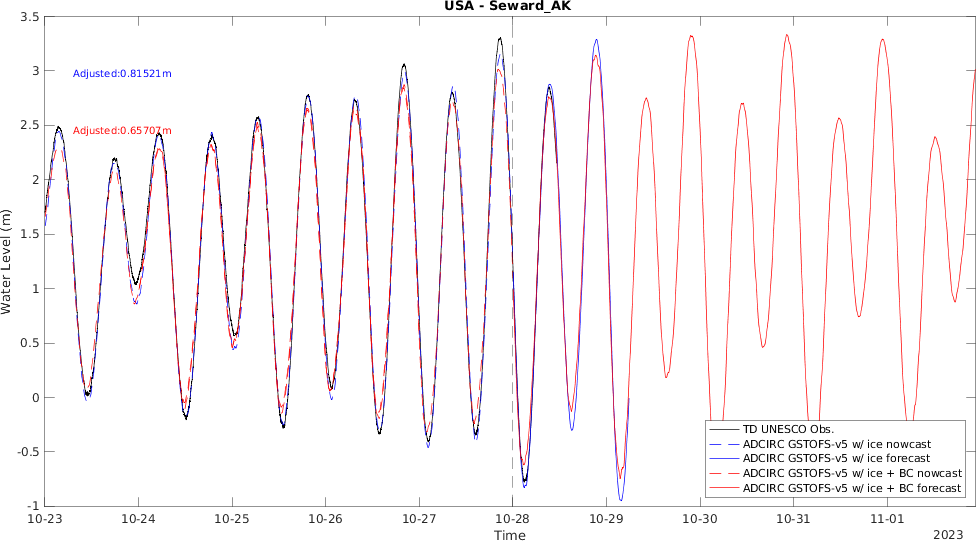 USA - Seward_AK
3.5
3
2.5
2
1.5
1
0.5
0
-0.5
-1
Water Level (m)
Adjusted:0.81521m
Adjusted:0.65707m
TD UNESCO Obs.
ADCIRC GSTOFS-v5 w/ ice nowcast
ADCIRC GSTOFS-v5 w/ ice forecast
ADCIRC GSTOFS-v5 w/ ice + BC nowcast
ADCIRC GSTOFS-v5 w/ ice + BC forecast
10-23 10-24 10-25 10-26 10-27 10-28 10-29 10-30 10-31 11-01
Time
2023